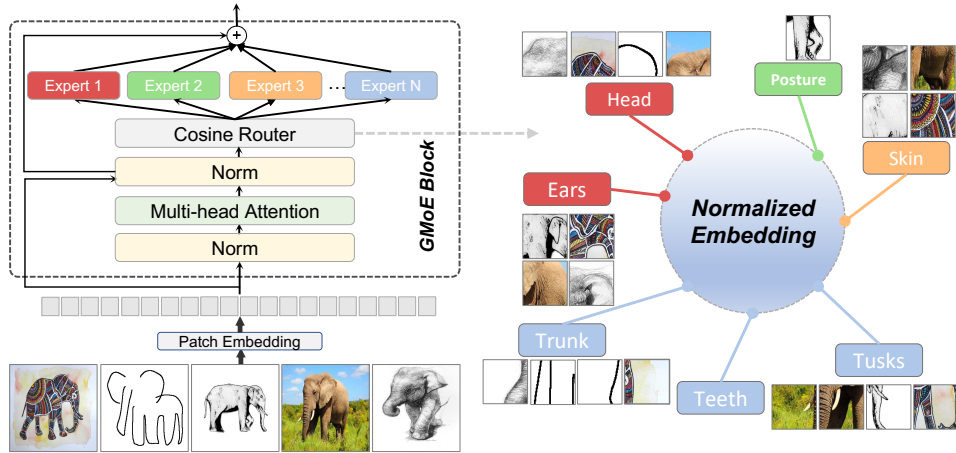 +
Expert 1
Expert 2
Expert 3
...
Expert N
Cosine Router
Norm
Multi-head Attention
Norm
GMoE Block
Patch Embedding
Head
Posture
Skin
Ears
Normalized
Embedding
Trunk
Teeth
Tusks